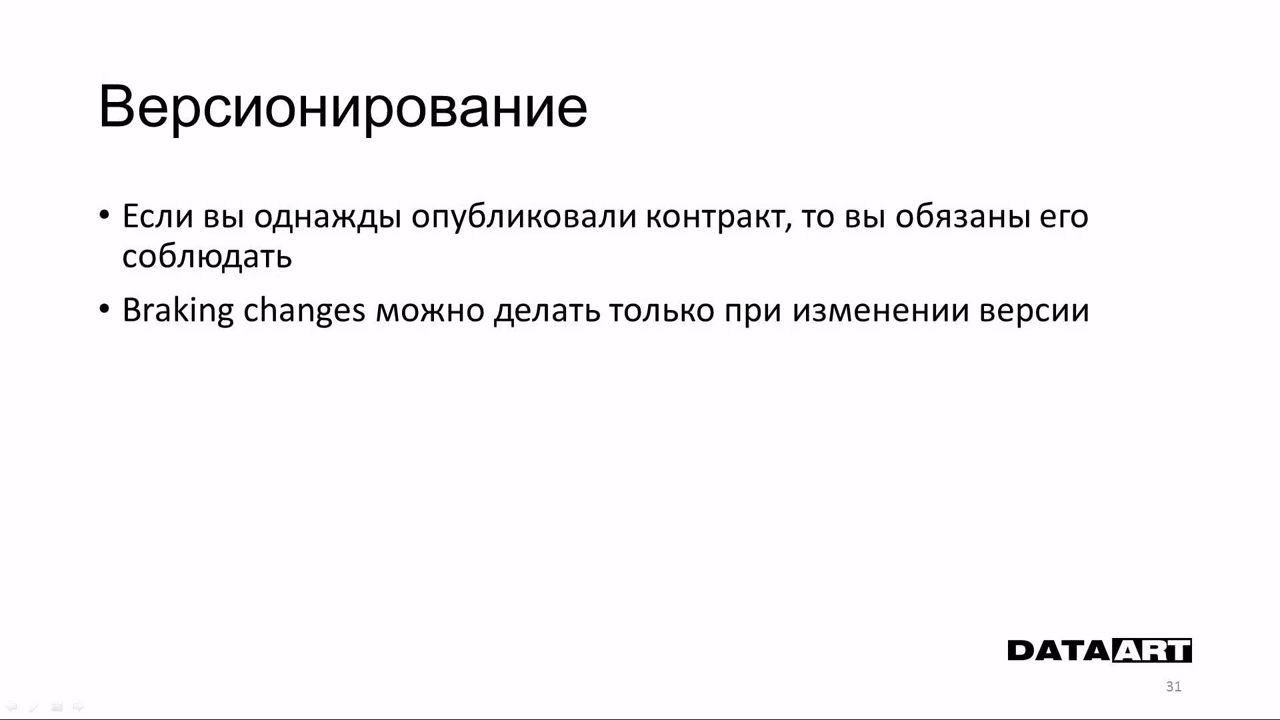 Версионирование
• Если вы однажды опубликовали контракт, то вы обязаны его
соблюдать
• Braking changes можно делать только при изменении версии
DATAART
31